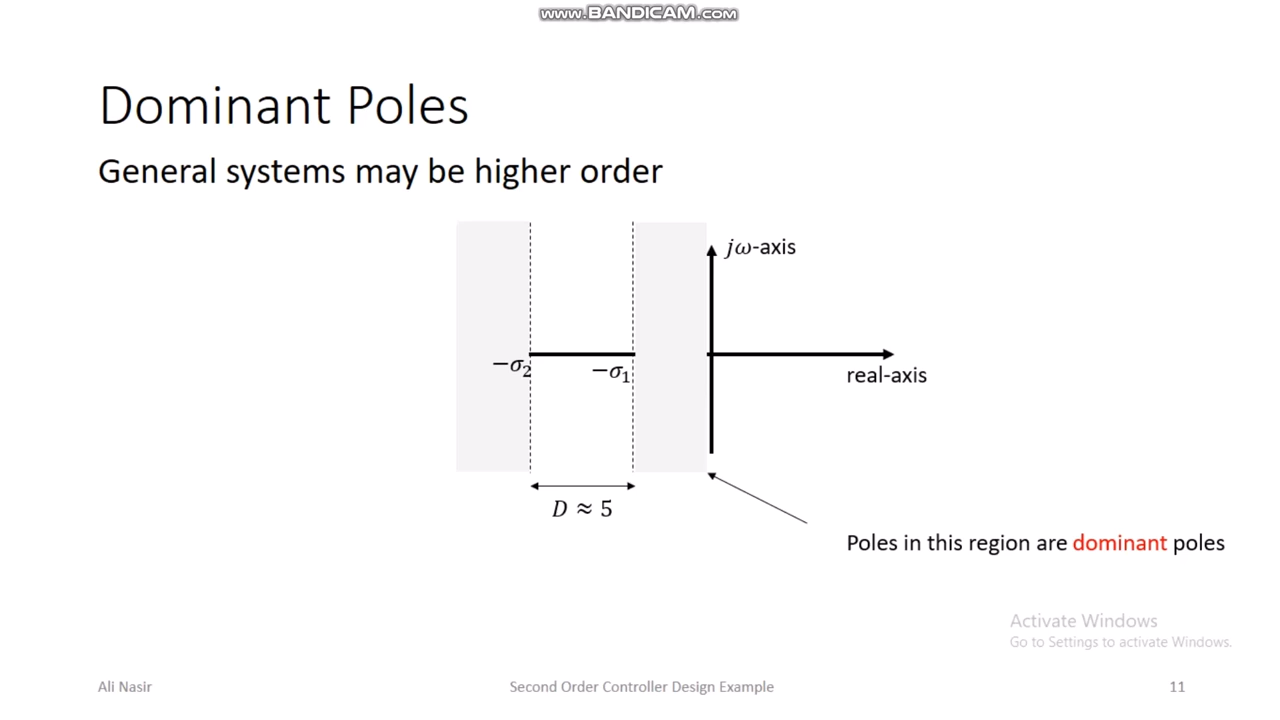 www.BANDICAM.com
Dominant Poles
General systems may be higher order
jω-axis
−σ₂
−σ₁
real-axis
D ≈ 5
Poles in this region are dominant poles
Activate Windows
Go to Settings to activate Windows.
Ali Nasir
Second Order Controller Design Example
11